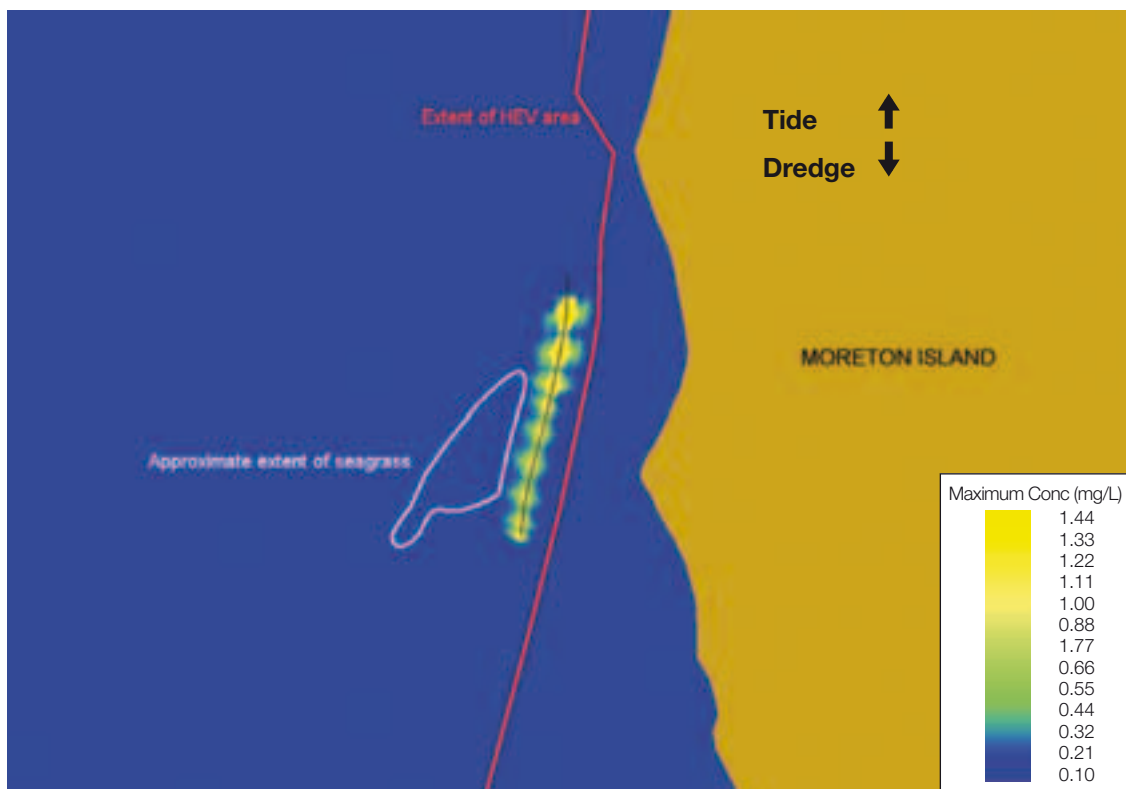 Extent of HEV area
Tide
Dredge
MORETON ISLAND
Approximate extent of seagrass
Maximum Conc (mg/L)
1.44
1.33
1.22
1.11
1.00
0.88
1.77
0.66
0.55
0.44
0.32
0.21
0.10